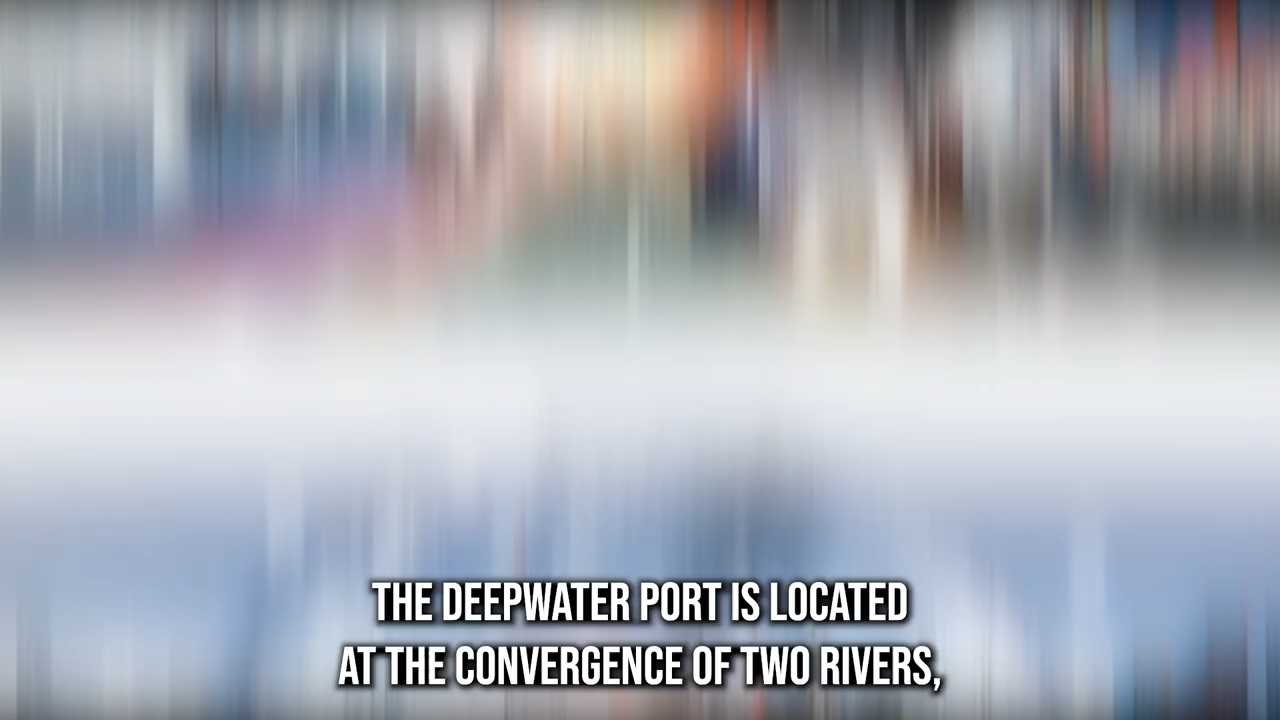 THE DEEPWATER PORT IS LOCATED
AT THE CONVERGENCE OF TWO RIVERS,